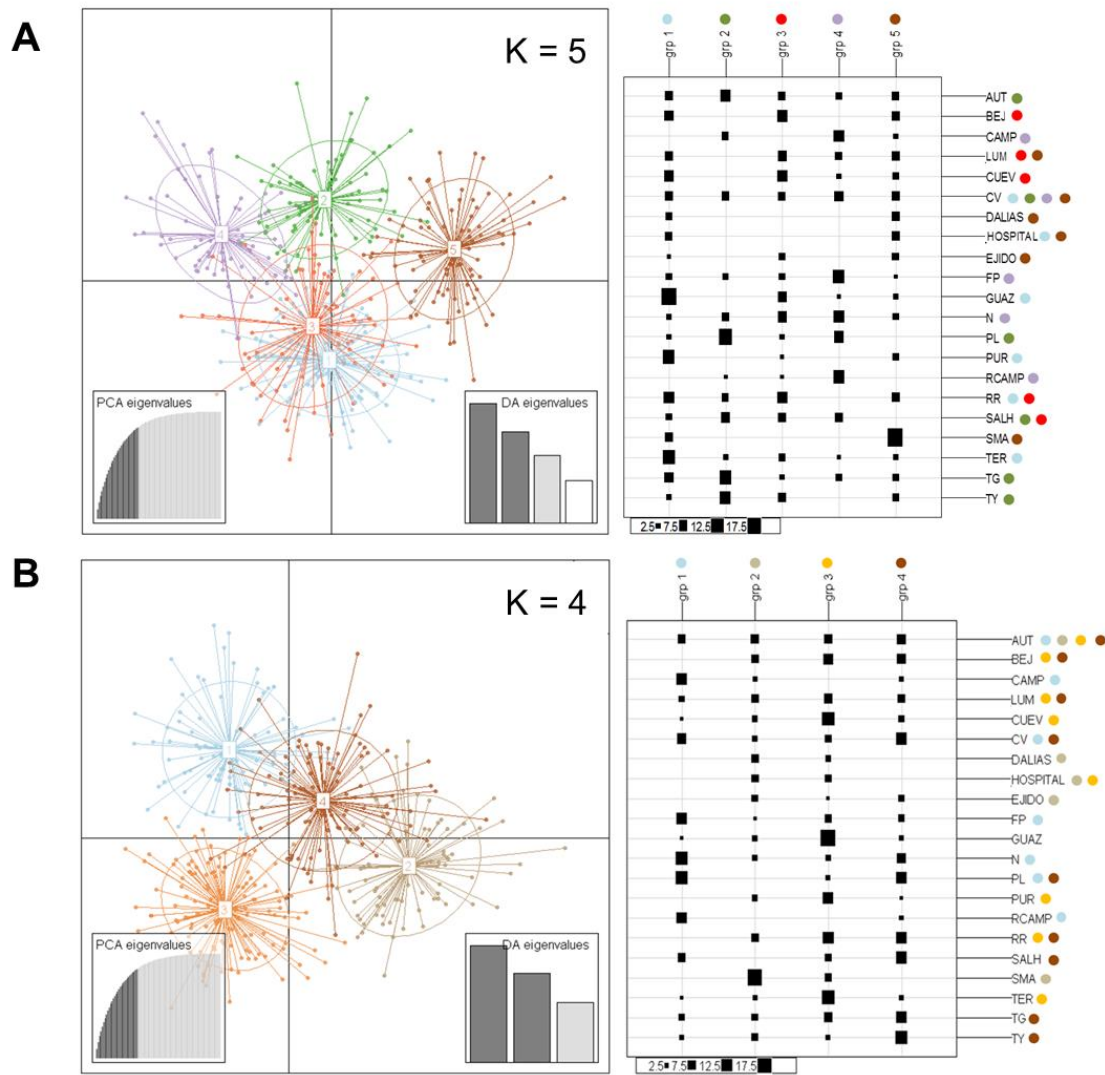 A
K = 5
4
2
5
3
1
PCA eigenvalues
DA eigenvalues
grp 1
grp 2
grp 3
grp 4
grp 5
AUT
BEJ
CAMP
LUM
CUEV
CV
DALIAS
HOSPITAL
EJIDO
FP
GUAZ
N
PL
PUR
RCAMP
RR
SALH
SMA
TER
TG
TY
2.5 7.5 12.5 17.5
B
K = 4
1
4
2
3
PCA eigenvalues
DA eigenvalues
grp 1
grp 2
grp 3
grp 4
AUT
BEJ
CAMP
LUM
CUEV
CV
DALIAS
HOSPITAL
EJIDO
FP
GUAZ
N
PL
PUR
RCAMP
RR
SALH
SMA
TER
TG
TY
2.5 7.5 12.5 17.5